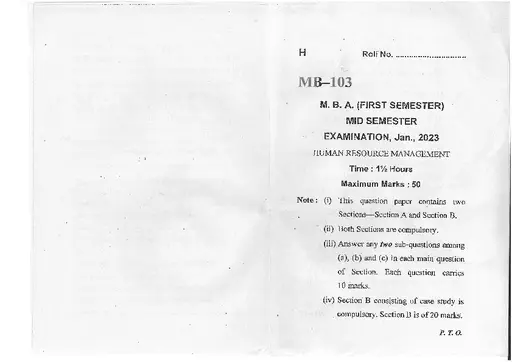 H Roll No. ..............................
MB–103
M. B. A. (FIRST SEMESTER)
MID SEMESTER
EXAMINATION, Jan., 2023
HUMAN RESOURCE MANAGEMENT
Time : 1½ Hours
Maximum Marks : 50
Note : (i) This question paper contains two
Sections—Section A and Section B.
(ii) Both Sections are compulsory.
(iii) Answer any two sub-questions among
(a), (b) and (c) in each main question
of Section. Each question carries
10 marks.
(iv) Section B consisting of case study is
compulsory. Section B is of 20 marks.
P. T. O.